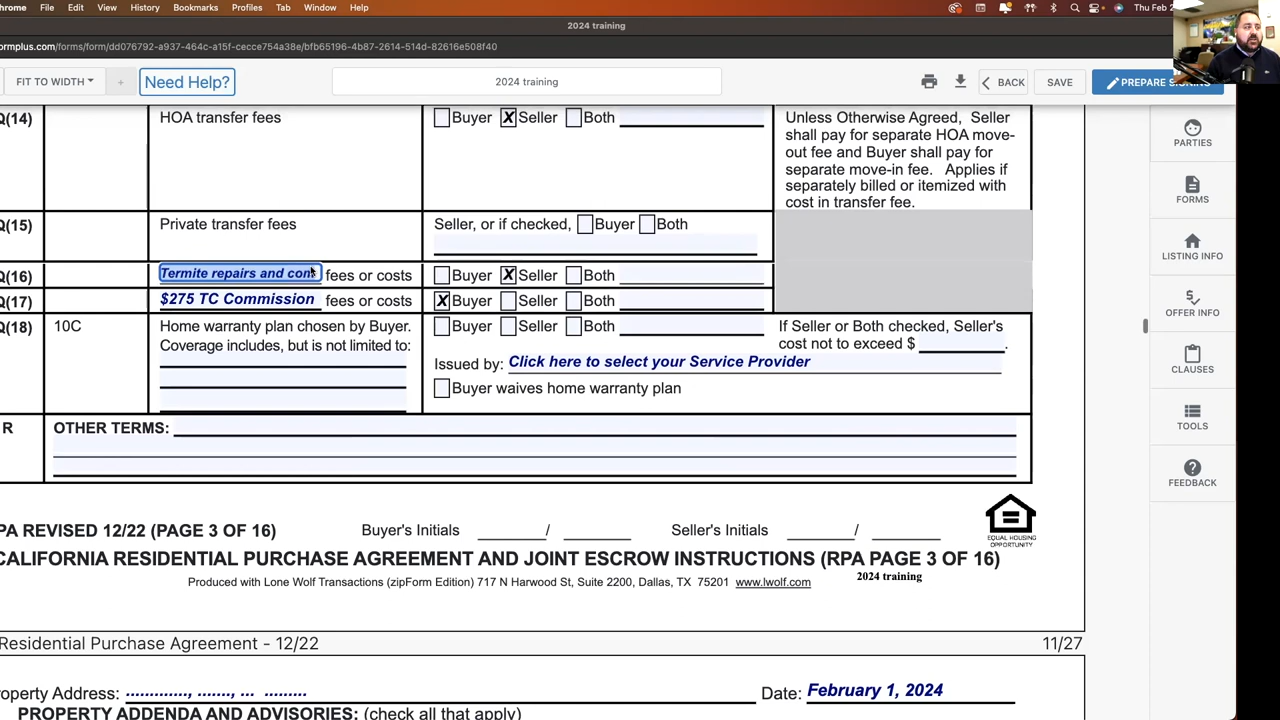 hrome File Edit View History Bookmarks Profiles Tab Window Help Thu Feb 2
2024 training
ormplus.com/forms/form/dd076792-a937-464c-a15f-cecce754a38e/bfb65196-4b87-2614-514d-82616e508f40
FIT TO WIDTH + Need Help? 2024 training BACK SAVE PREPARE SIGNING
Q(14) HOA transfer fees Buyer X Seller Both Unless Otherwise Agreed, Seller
shall pay for separate HOA move-
out fee and Buyer shall pay for
separate move-in fee. Applies if
separately billed or itemized with
cost in transfer fee.
Q(15) Private transfer fees Seller, or if checked, Buyer Both
Q(16) Termite repairs and con fees or costs Buyer X Seller Both
Q(17) $275 TC Commission fees or costs X Buyer Seller Both
Q(18) 10C Home warranty plan chosen by Buyer. Buyer Seller Both If Seller or Both checked, Seller's
Coverage includes, but is not limited to: cost not to exceed $ .
Issued by: Click here to select your Service Provider
Buyer waives home warranty plan
R OTHER TERMS:
PA REVISED 12/22 (PAGE 3 OF 16) Buyer's Initials / Seller's Initials /
EQUAL HOUSING
OPPORTUNITY
CALIFORNIA RESIDENTIAL PURCHASE AGREEMENT AND JOINT ESCROW INSTRUCTIONS (RPA PAGE 3 OF 16)
Produced with Lone Wolf Transactions (zipForm Edition) 717 N Harwood St, Suite 2200, Dallas, TX 75201 www.lwolf.com
2024 training
Residential Purchase Agreement - 12/22 11/27
operty Address: ............, ......., ... ......... Date: February 1, 2024
PROPERTY ADDENDA AND ADVISORIES: (check all that apply)
PARTIES
FORMS
LISTING INFO
OFFER INFO
CLAUSES
TOOLS
FEEDBACK